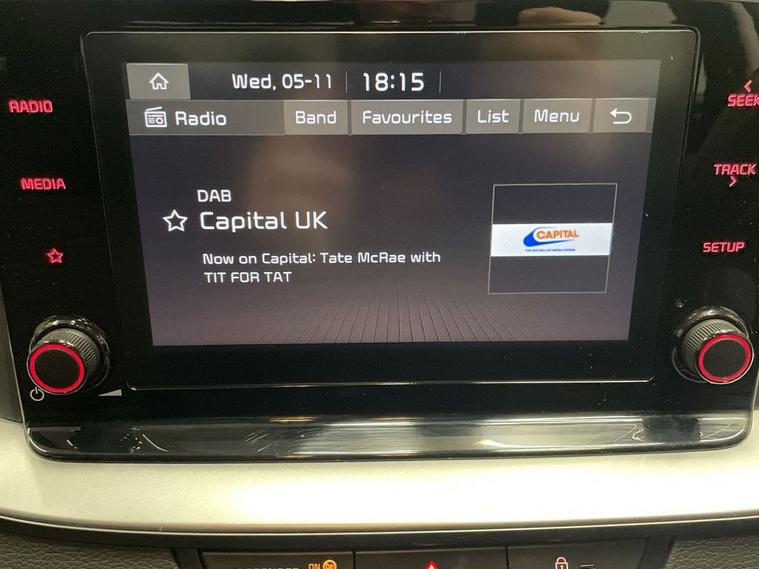 Wed, 05-11 18:15
RADIO
SEEK
Radio Band Favourites List Menu
MEDIA
TRACK
DAB
Capital UK
CAPITAL
SETUP
Now on Capital: Tate McRae with
TIT FOR TAT
ON